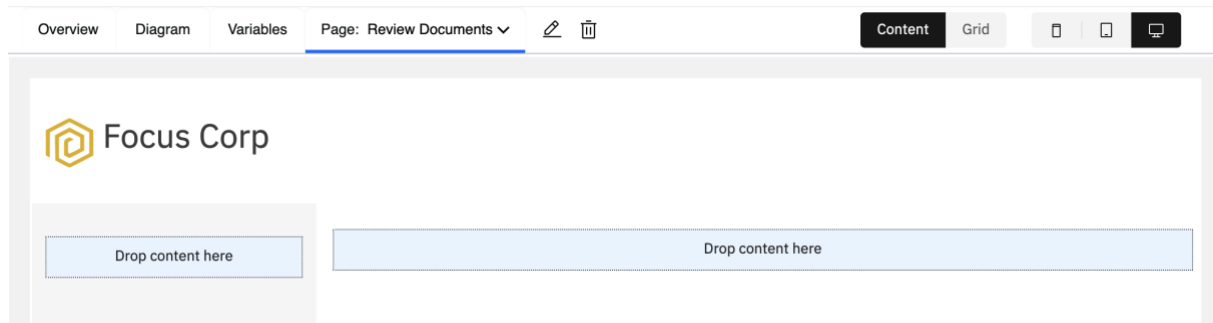 Overview Diagram Variables Page: Review Documents Content Grid
Focus Corp
Drop content here Drop content here